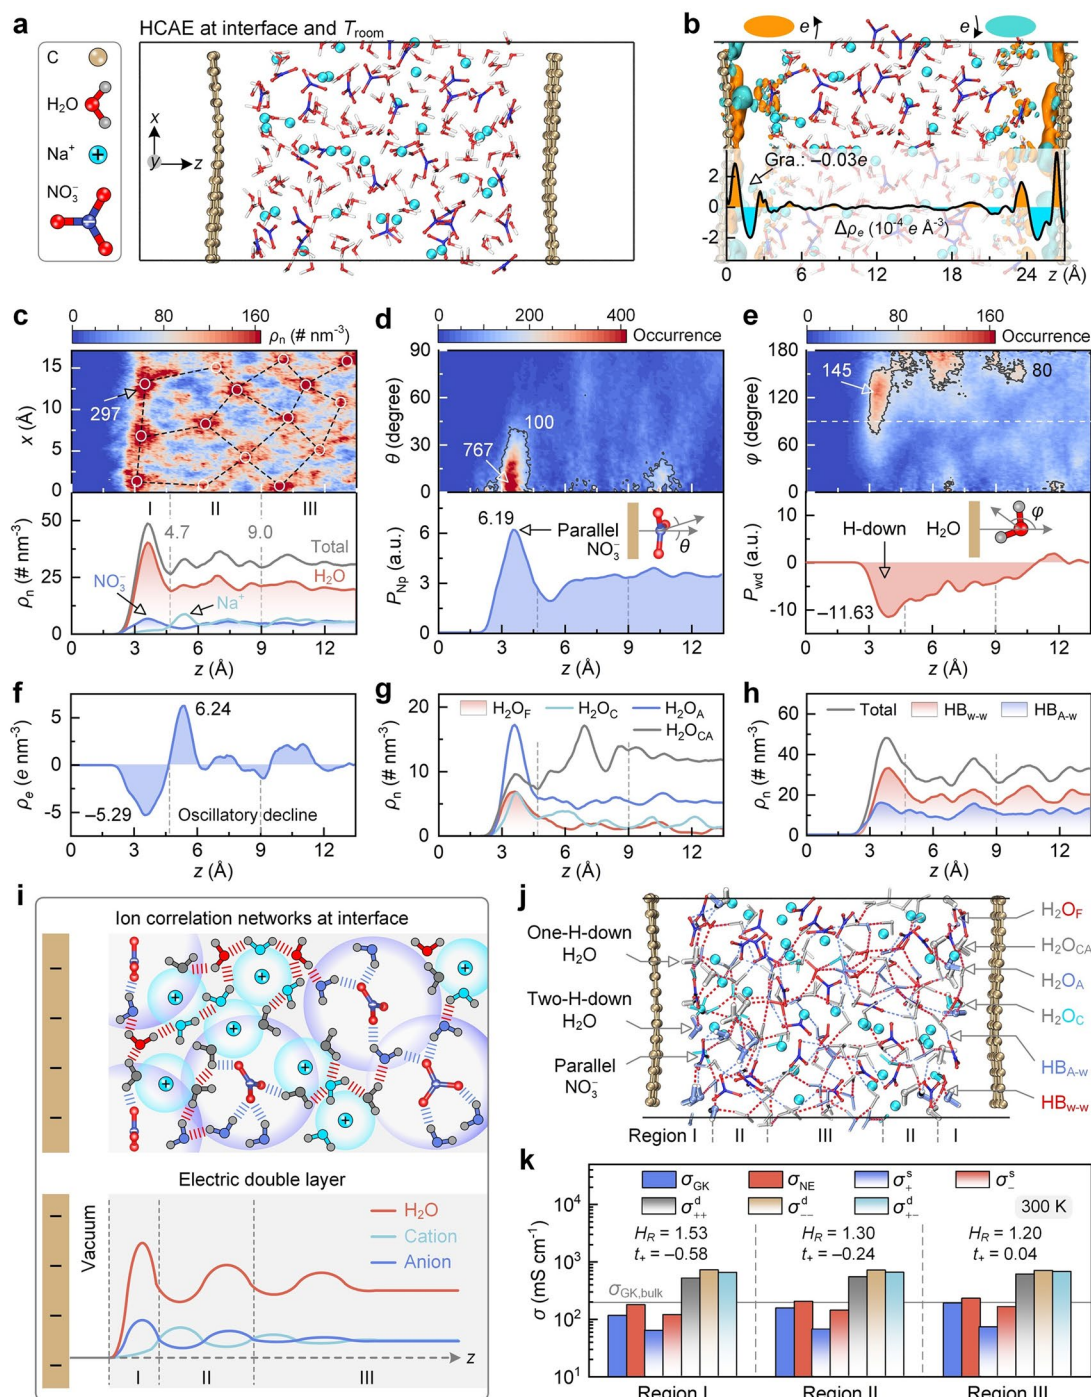 a
HCAE at interface and T_room
C
H₂O
Na⁺
NO₃⁻
x
y
z
b
e
e
Gra.: −0.03e
2
0
−2
Δρ_e (10⁻⁴ e Å⁻³)
0 6 12 18 24 z (Å)
c
0 80 160
ρ_n (# nm⁻³)
15
10
5
0
x (Å)
297
I II III
50
25
0
ρ_n (# nm⁻³)
4.7 9.0
Total
H₂O
NO₃⁻
Na⁺
0 3 6 9 12
z (Å)
d
0 200 400
Occurrence
90
60
30
0
θ (degree)
100
767
6
3
0
P_Np (a.u.)
6.19
Parallel
NO₃⁻
θ
0 3 6 9 12
z (Å)
e
0 80 160
Occurrence
180
90
0
φ (degree)
145
80
0
−10
P_wd (a.u.)
H-down
H₂O
φ
−11.63
0 3 6 9 12
z (Å)
f
5
0
−5
ρ_e (e nm⁻³)
6.24
−5.29
Oscillatory decline
0 3 6 9 12
z (Å)
g
20
10
0
ρ_n (# nm⁻³)
H₂O_F H₂O_C H₂O_A
H₂O_CA
0 3 6 9 12
z (Å)
h
60
40
20
0
ρ_n (# nm⁻³)
Total HB_w-w HB_A-w
0 3 6 9 12
z (Å)
i
Ion correlation networks at interface
Electric double layer
Vacuum
H₂O
Cation
Anion
z
I II III
j
One-H-down
H₂O
Two-H-down
H₂O
Parallel
NO₃⁻
H₂O_F
H₂O_CA
H₂O_A
H₂O_C
HB_A-w
HB_w-w
Region I II III II I
k
σ_GK σ_NE σ₊ˢ σ₋ˢ
σ₊₊ᵈ σ₋₋ᵈ σ₊₋ᵈ
300 K
H_R = 1.53 H_R = 1.30 H_R = 1.20
t₊ = −0.58 t₊ = −0.24 t₊ = 0.04
σ_GK,bulk
10⁴
10³
10²
10¹
σ (mS cm⁻¹)
Region I Region II Region III